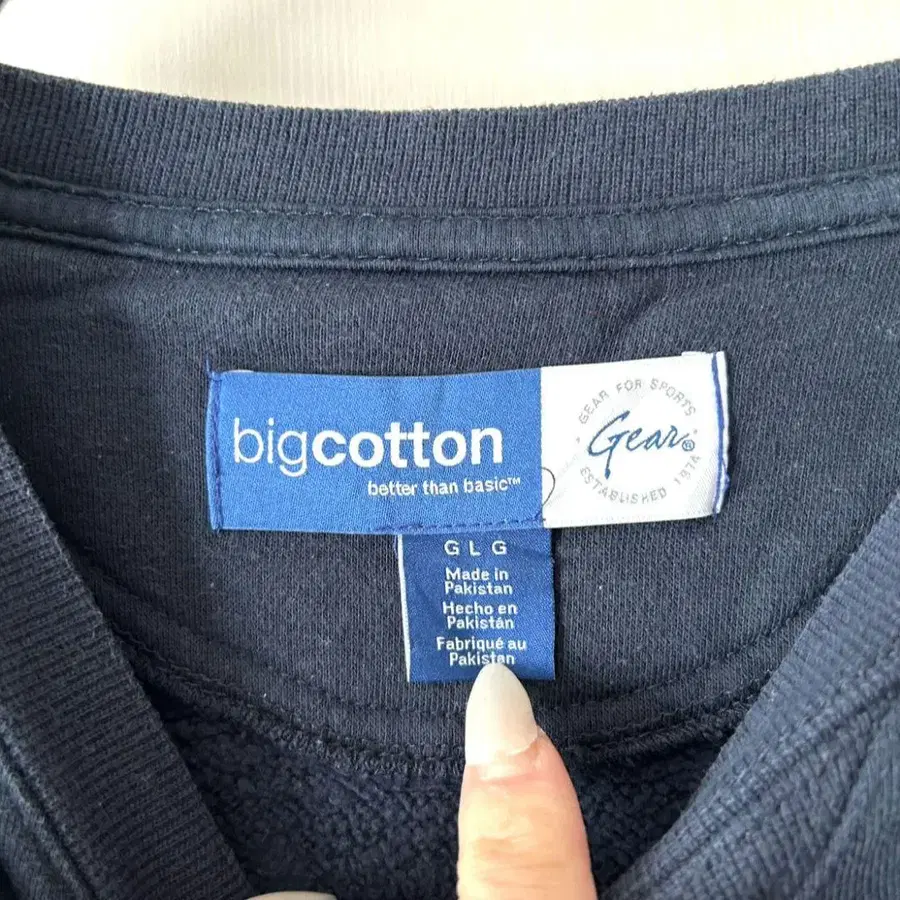 bigcotton
better than basic™
GEAR FOR SPORTS
Gear®
ESTABLISHED 1974
G L G
Made in
Pakistan
Hecho en
Pakistán
Fabriqué au
Pakistan